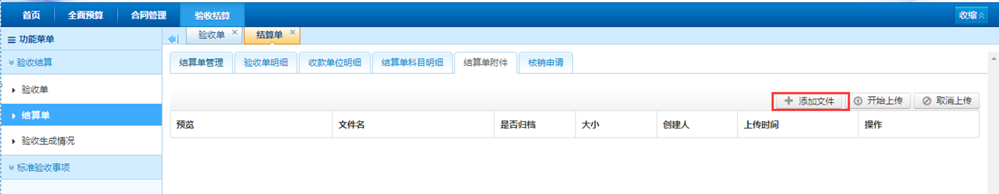 首页 全面预算 合同管理 验收结算 收缩
功能菜单
验收单 结算单
验收结算
结算单管理 验收单明细 收款单位明细 结算单科目明细 结算单附件 核销申请
验收单
添加文件 开始上传 取消上传
结算单
预览 文件名 是否归档 大小 创建人 上传时间 操作
验收生成情况
标准验收事项